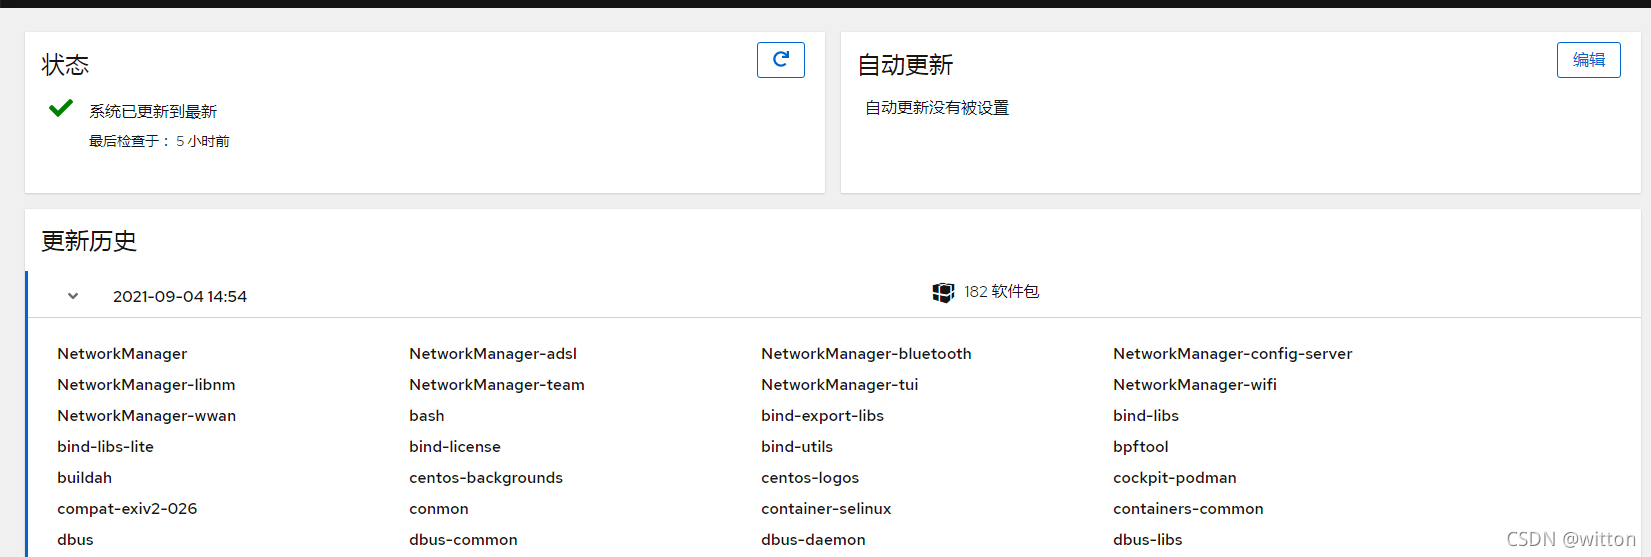 状态
系统已更新到最新
最后检查于： 5 小时前
自动更新
编辑
自动更新没有被设置
更新历史
2021-09-04 14:54
182 软件包
NetworkManager NetworkManager-adsl NetworkManager-bluetooth NetworkManager-config-server
NetworkManager-libnm NetworkManager-team NetworkManager-tui NetworkManager-wifi
NetworkManager-wwan bash bind-export-libs bind-libs
bind-libs-lite bind-license bind-utils bpftool
buildah centos-backgrounds centos-logos cockpit-podman
compat-exiv2-026 conmon container-selinux containers-common
dbus dbus-common dbus-daemon dbus-libs
CSDN @witton